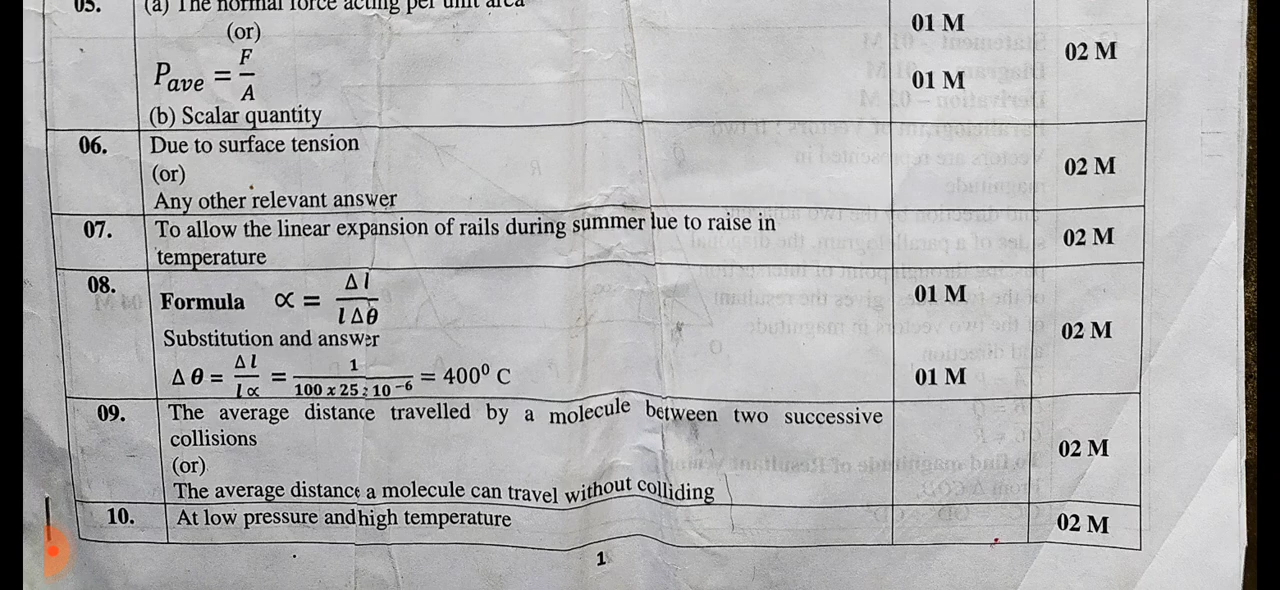 05. (a) The normal force acting per unit area
(or)
P_ave = F/A
(b) Scalar quantity
01 M
01 M
02 M
06. Due to surface tension
(or)
Any other relevant answer
02 M
07. To allow the linear expansion of rails during summer lue to raise in
temperature
02 M
08. Formula ∝ = Δ l / l Δθ
Substitution and answer
Δ θ = Δ l / l ∝ = 1 / 100 x 25 : 10⁻⁶ = 400⁰ C
01 M
01 M
02 M
09. The average distance travelled by a molecule between two successive
collisions
(or)
The average distance a molecule can travel without colliding
02 M
10. At low pressure and high temperature
02 M
1